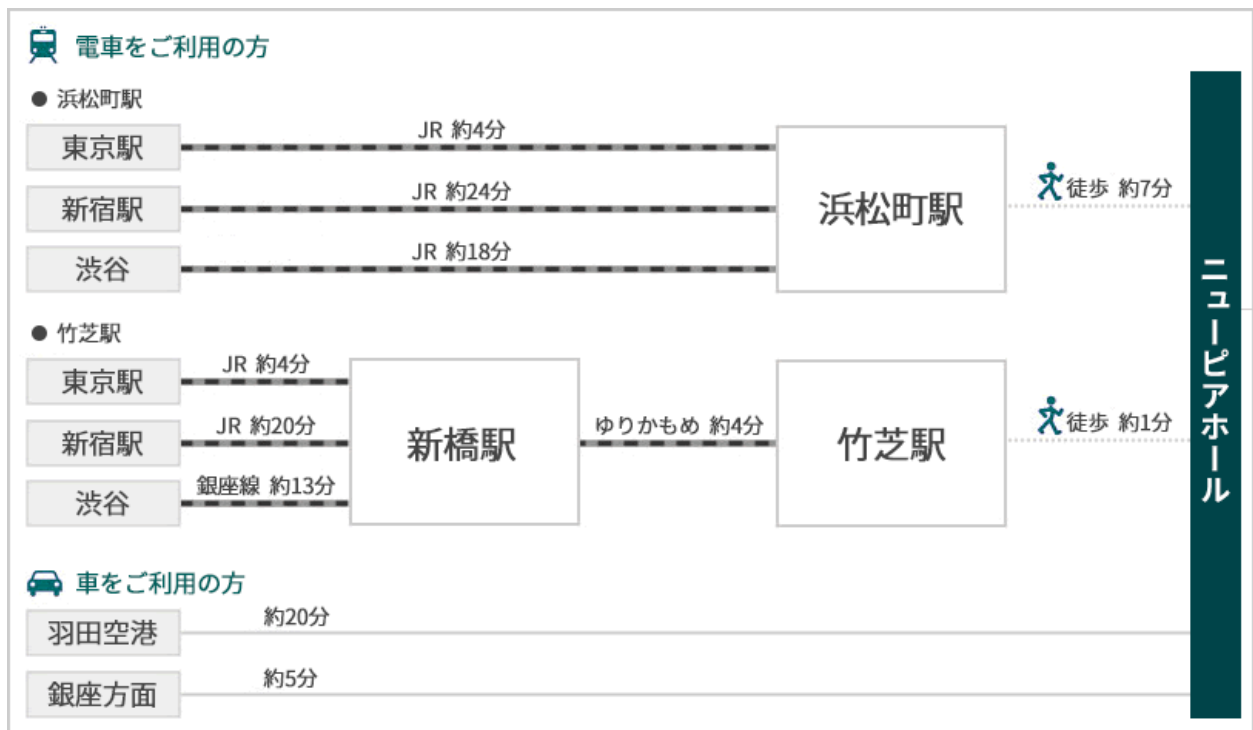 電車をご利用の方
● 浜松町駅
東京駅
JR 約4分
新宿駅
JR 約24分
渋谷
JR 約18分
浜松町駅
徒歩 約7分
● 竹芝駅
東京駅
JR 約4分
新宿駅
JR 約20分
渋谷
銀座線 約13分
新橋駅
ゆりかもめ 約4分
竹芝駅
徒歩 約1分
ニューピアホール
車をご利用の方
羽田空港
約20分
銀座方面
約5分